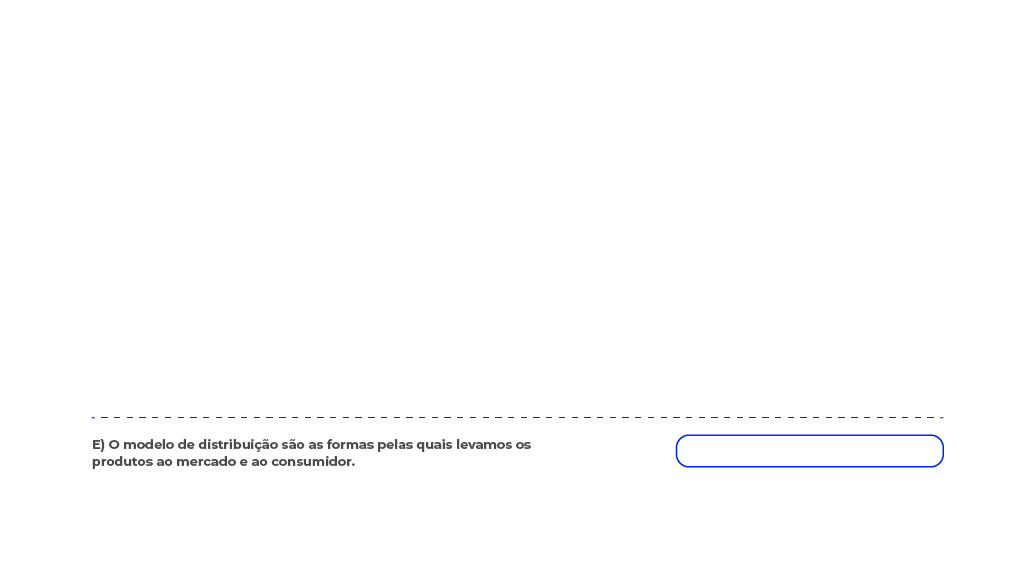 E) O modelo de distribuição são as formas pelas quais levamos os
produtos ao mercado e ao consumidor.